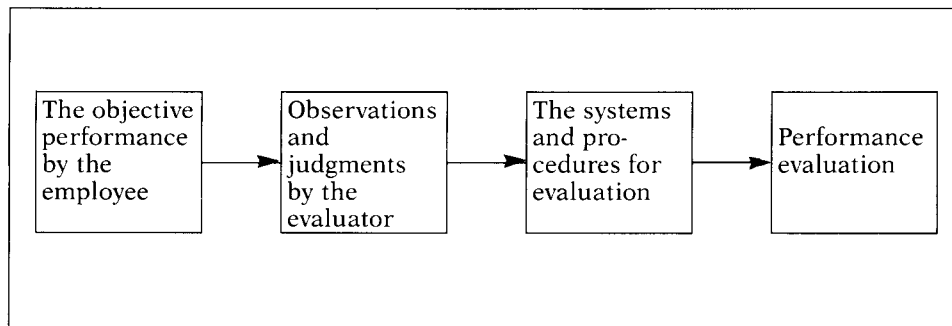 The objective
performance
by the
employee
Observations
and
judgments
by the
evaluator
The systems
and pro-
cedures for
evaluation
Performance
evaluation